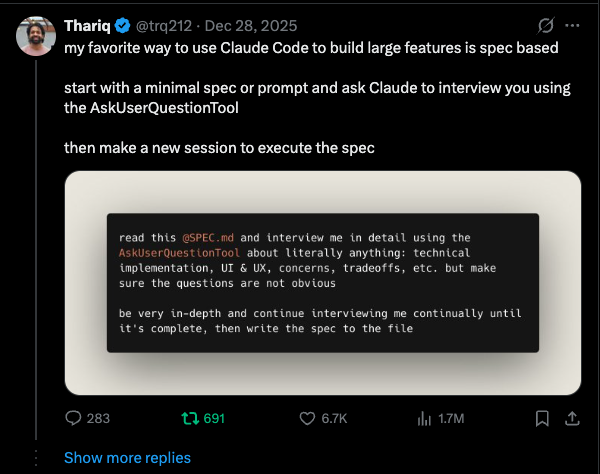 Thariq @trq212 · Dec 28, 2025
my favorite way to use Claude Code to build large features is spec based
start with a minimal spec or prompt and ask Claude to interview you using
the AskUserQuestionTool
then make a new session to execute the spec
read this @SPEC.md and interview me in detail using the
AskUserQuestionTool about literally anything: technical
implementation, UI & UX, concerns, tradeoffs, etc. but make
sure the questions are not obvious
be very in-depth and continue interviewing me continually until
it's complete, then write the spec to the file
283 691 6.7K 1.7M
Show more replies